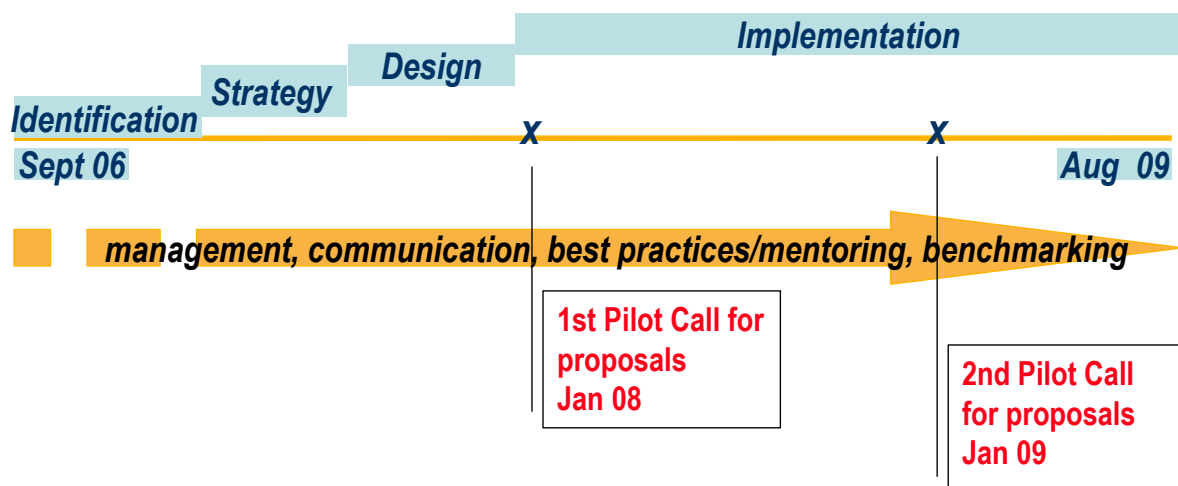 Implementation
Design
Strategy
Identification
x
x
Sept 06
Aug 09
management, communication, best practices/mentoring, benchmarking
1st Pilot Call for
proposals
Jan 08
2nd Pilot Call
for proposals
Jan 09